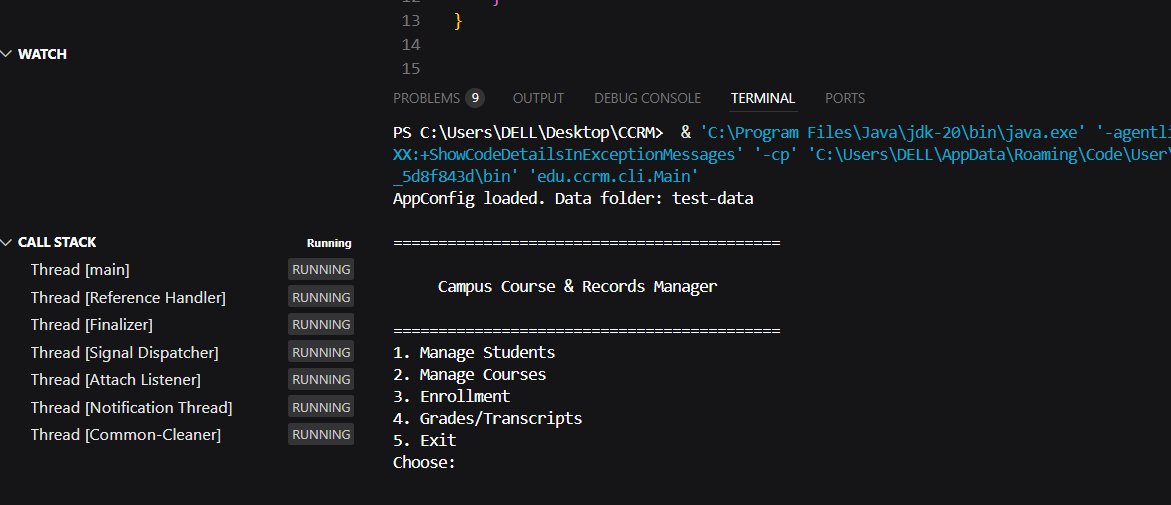 WATCH
CALL STACK Running
Thread [main] RUNNING
Thread [Reference Handler] RUNNING
Thread [Finalizer] RUNNING
Thread [Signal Dispatcher] RUNNING
Thread [Attach Listener] RUNNING
Thread [Notification Thread] RUNNING
Thread [Common-Cleaner] RUNNING
13 }
14
15
PROBLEMS 9 OUTPUT DEBUG CONSOLE TERMINAL PORTS
PS C:\Users\DELL\Desktop\CCRM> & 'C:\Program Files\Java\jdk-20\bin\java.exe' '-agentli
XX:+ShowCodeDetailsInExceptionMessages' '-cp' 'C:\Users\DELL\AppData\Roaming\Code\User\
_5d8f843d\bin' 'edu.ccrm.cli.Main'
AppConfig loaded. Data folder: test-data
===========================================
Campus Course & Records Manager
===========================================
1. Manage Students
2. Manage Courses
3. Enrollment
4. Grades/Transcripts
5. Exit
Choose: